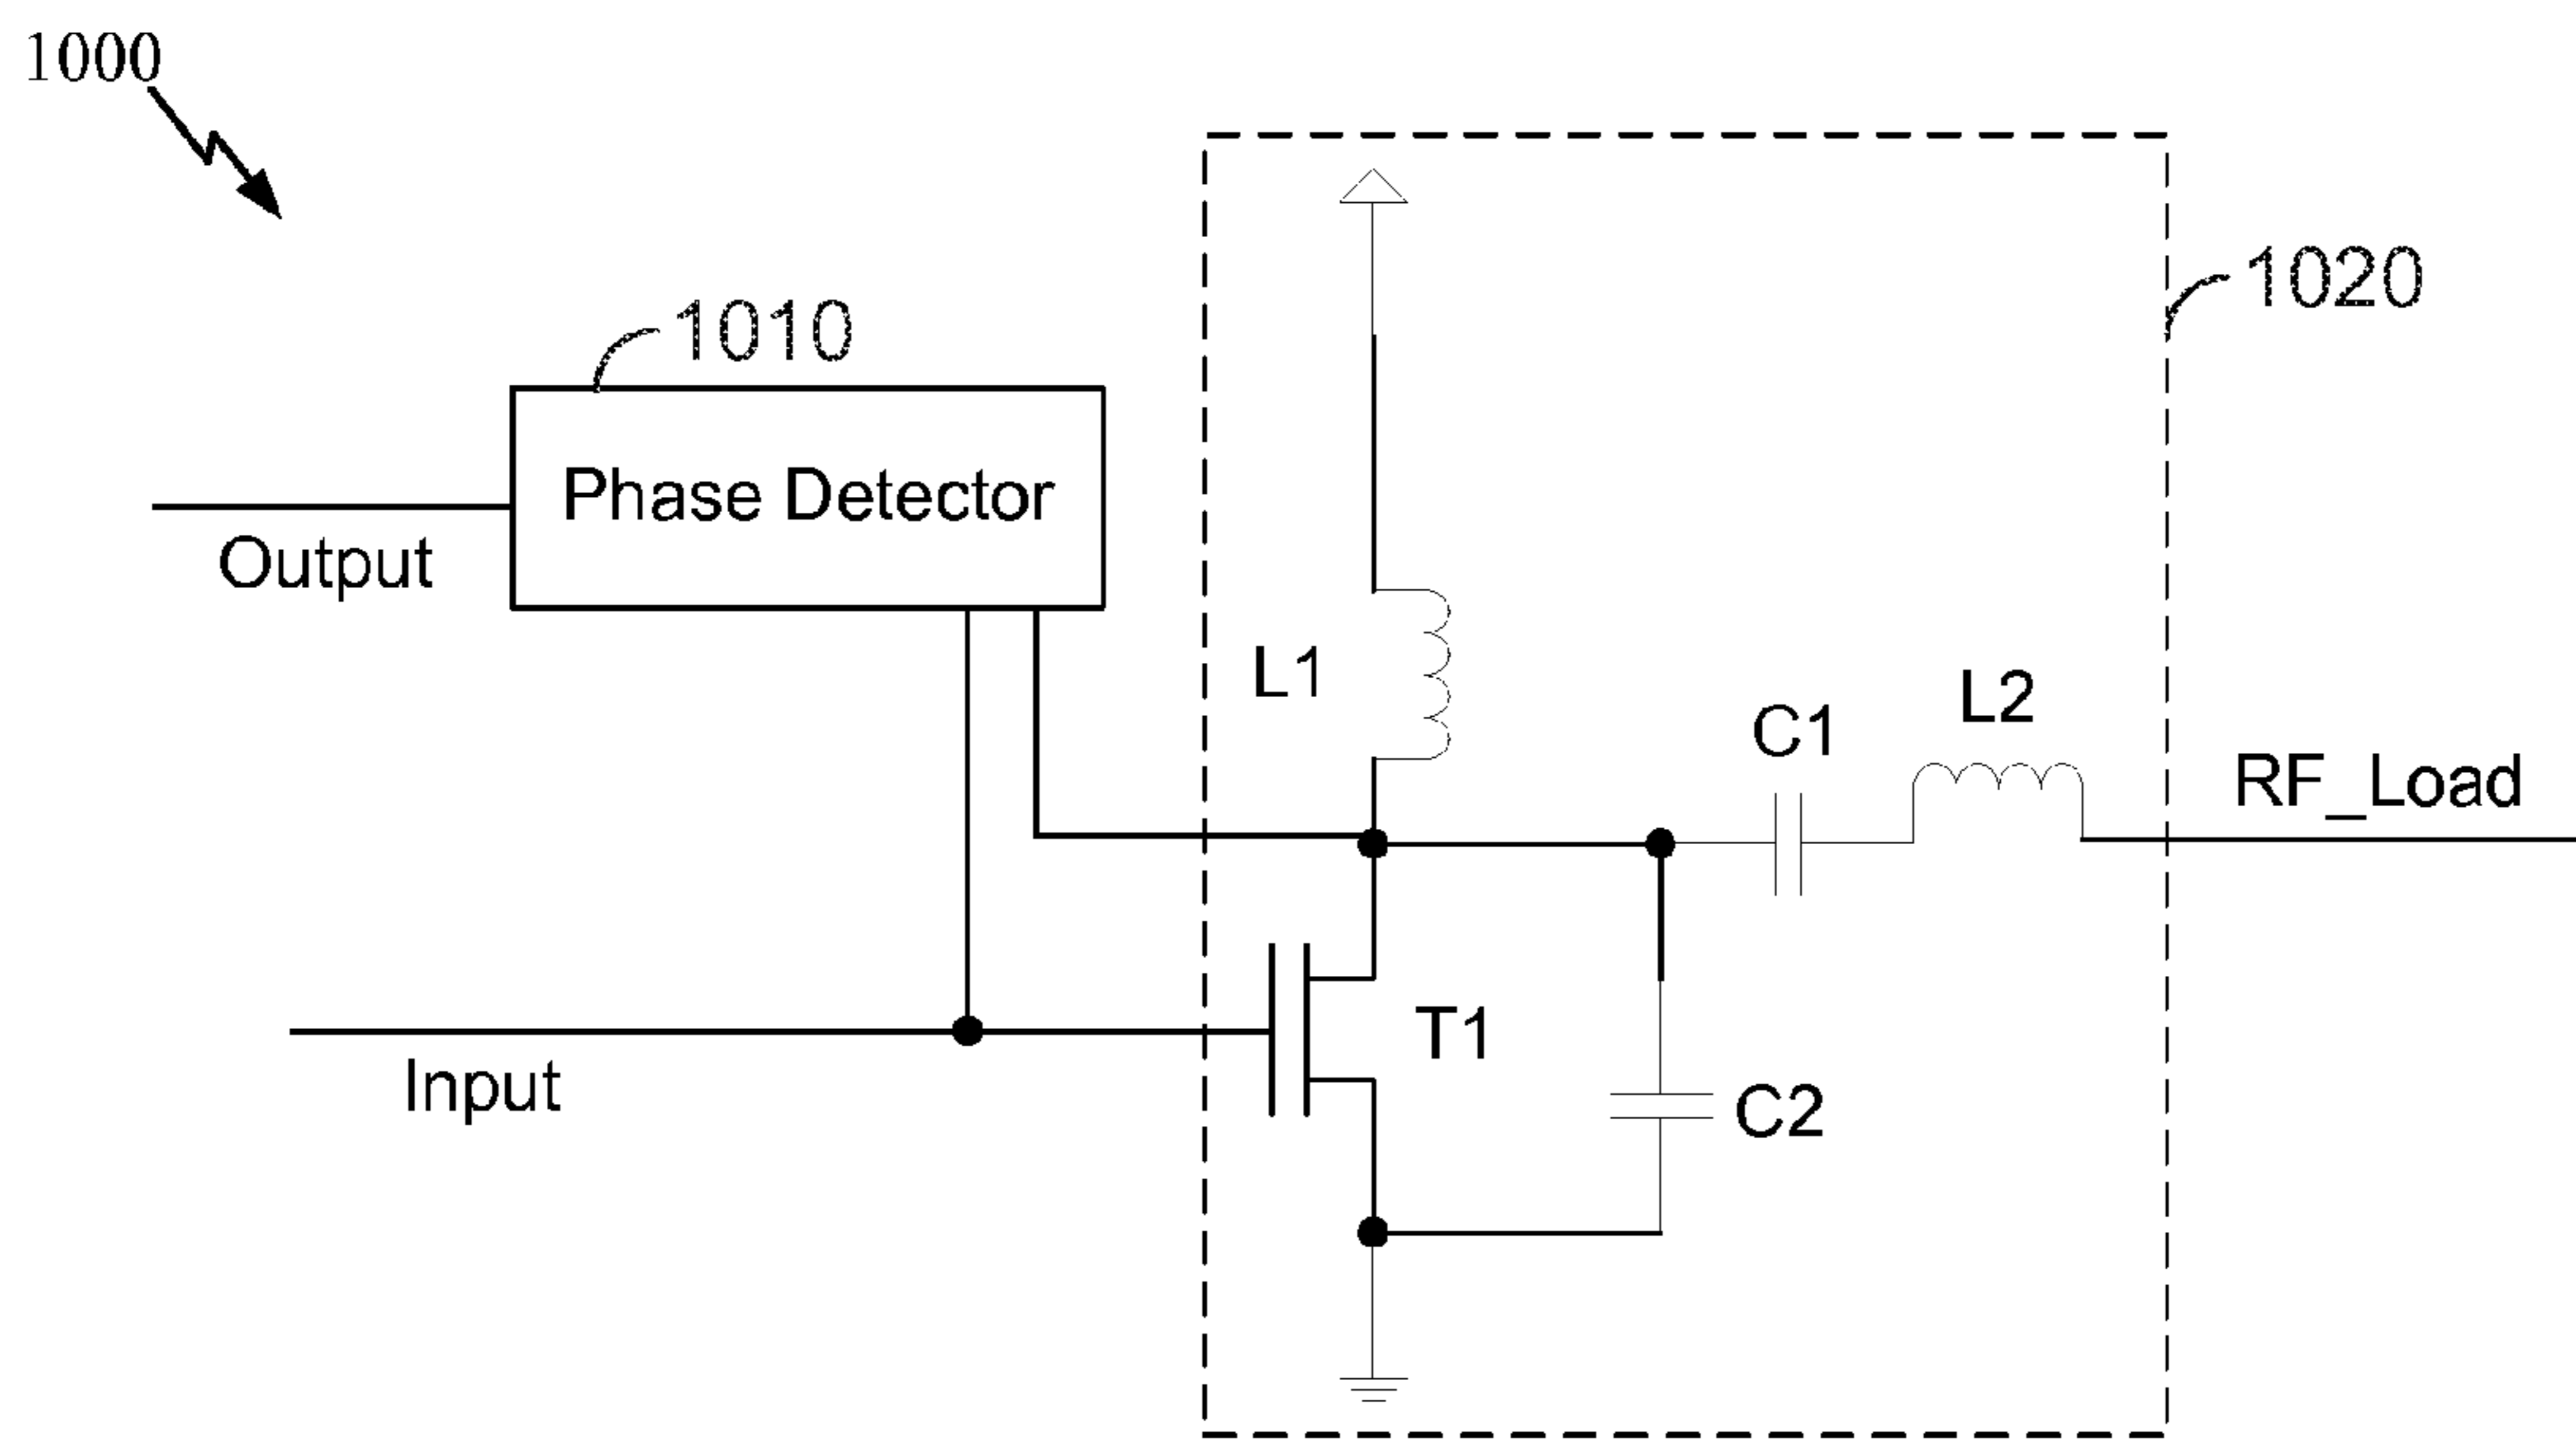 1000
1020
1010
Phase Detector
Output
L1
L2
C1
RF_Load
T1
Input
C2